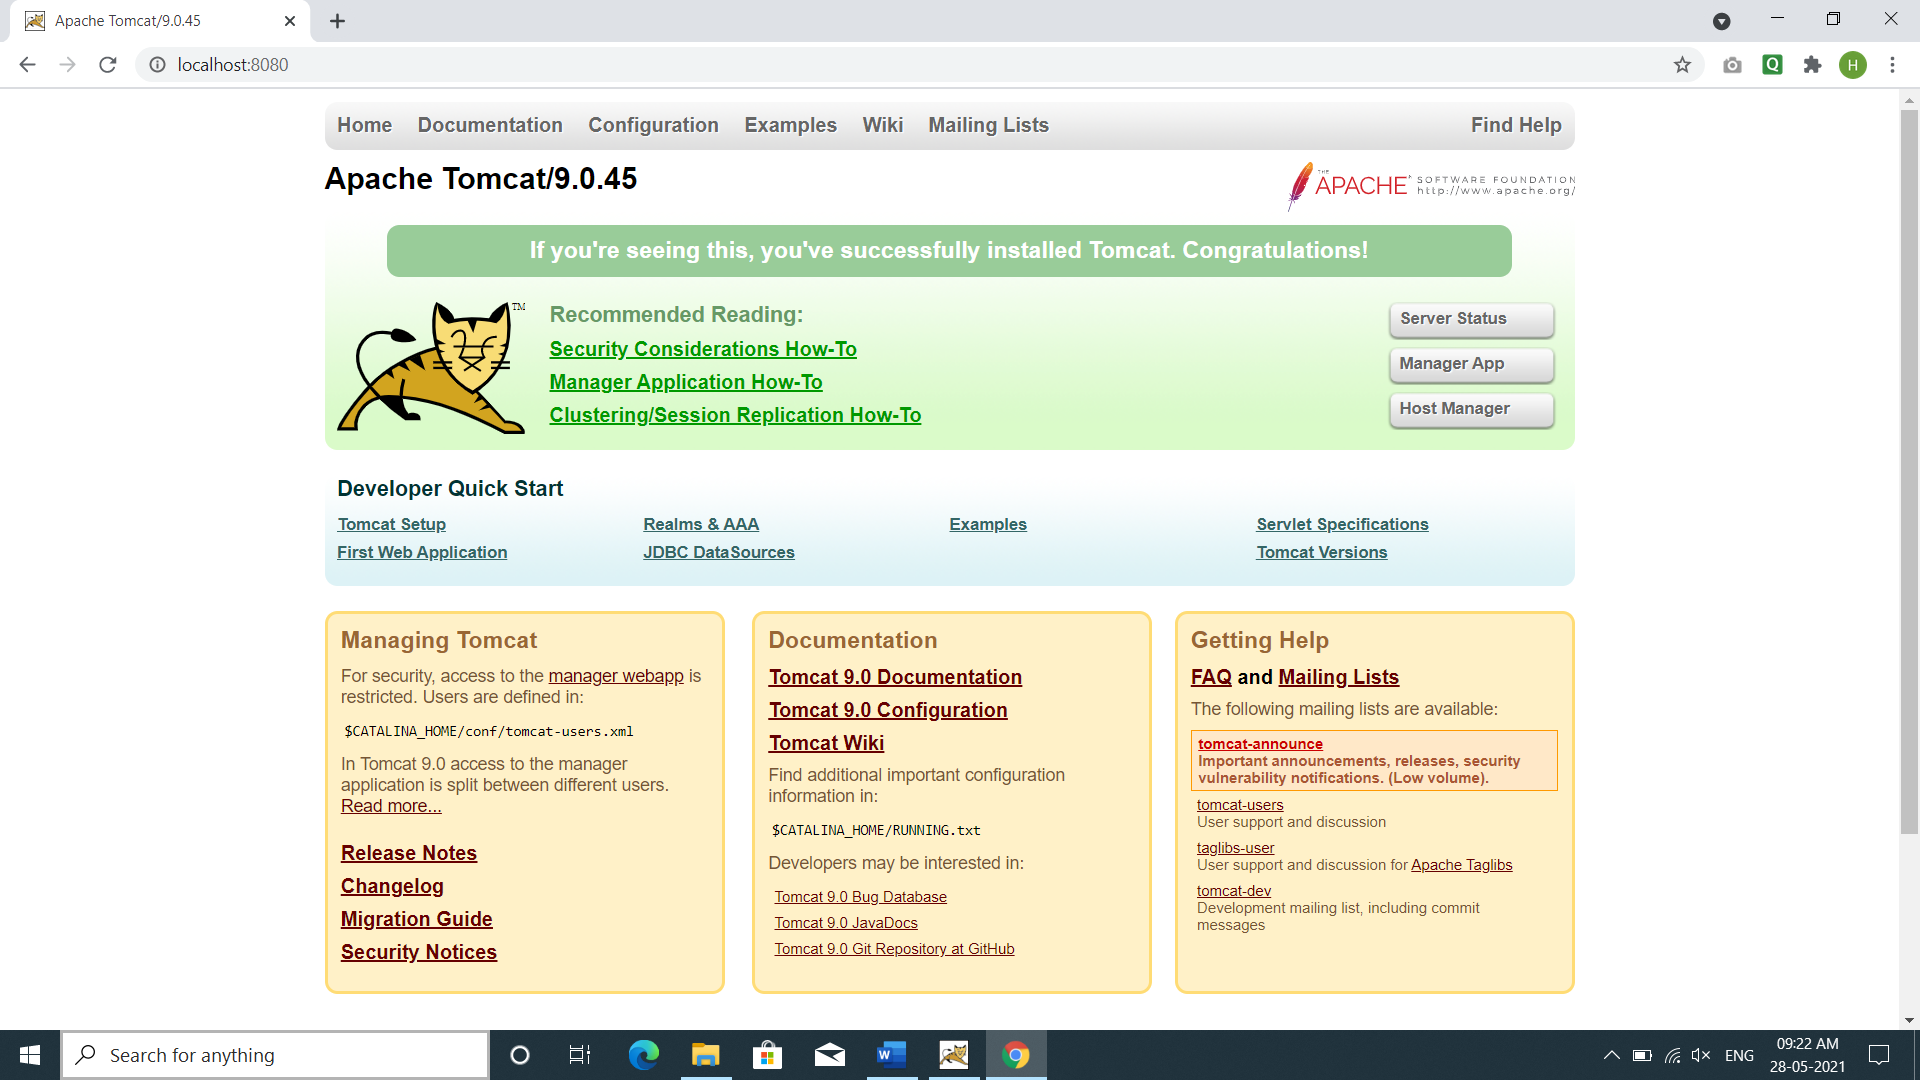 Apache Tomcat/9.0.45
localhost:8080
Q
H
Home Documentation Configuration Examples Wiki Mailing Lists Find Help
Apache Tomcat/9.0.45
THE APACHE SOFTWARE FOUNDATION
http://www.apache.org/
If you're seeing this, you've successfully installed Tomcat. Congratulations!
TM
Recommended Reading:
Security Considerations How-To
Manager Application How-To
Clustering/Session Replication How-To
Server Status
Manager App
Host Manager
Developer Quick Start
Tomcat Setup
First Web Application
Realms & AAA
JDBC DataSources
Examples
Servlet Specifications
Tomcat Versions
Managing Tomcat
For security, access to the manager webapp is
restricted. Users are defined in:
$CATALINA_HOME/conf/tomcat-users.xml
In Tomcat 9.0 access to the manager
application is split between different users.
Read more...
Release Notes
Changelog
Migration Guide
Security Notices
Documentation
Tomcat 9.0 Documentation
Tomcat 9.0 Configuration
Tomcat Wiki
Find additional important configuration
information in:
$CATALINA_HOME/RUNNING.txt
Developers may be interested in:
Tomcat 9.0 Bug Database
Tomcat 9.0 JavaDocs
Tomcat 9.0 Git Repository at GitHub
Getting Help
FAQ and Mailing Lists
The following mailing lists are available:
tomcat-announce
Important announcements, releases, security
vulnerability notifications. (Low volume).
tomcat-users
User support and discussion
taglibs-user
User support and discussion for Apache Taglibs
tomcat-dev
Development mailing list, including commit
messages
Search for anything
W
ENG
09:22 AM
28-05-2021